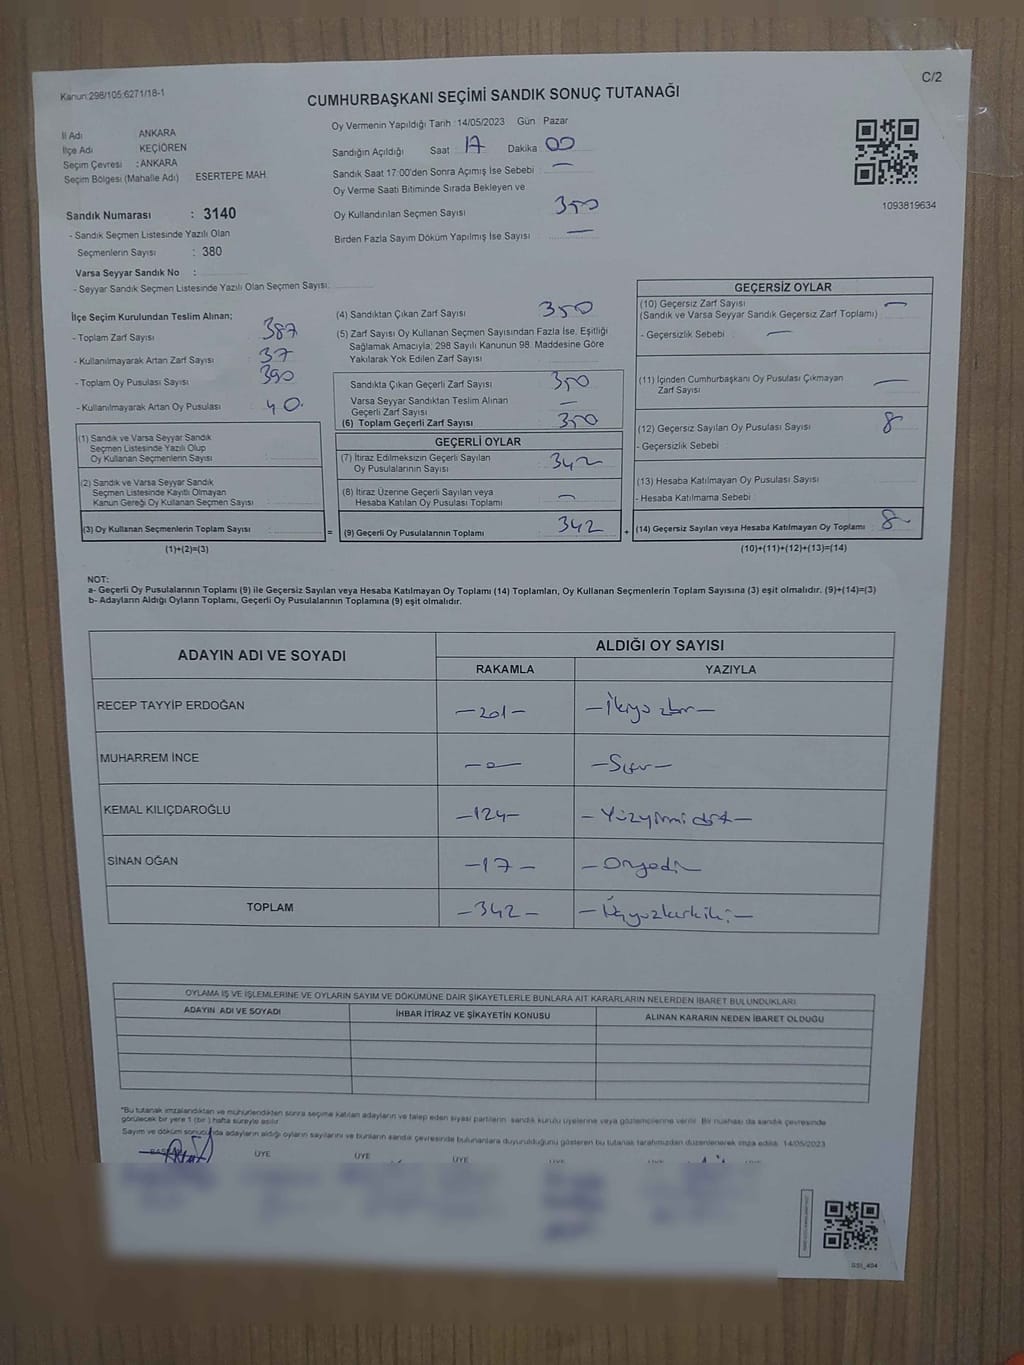 Kanun:298/105;6271/18-1
C/2
CUMHURBAŞKANI SEÇİMİ SANDIK SONUÇ TUTANAĞI
İl Adı ANKARA
İlçe Adı KEÇİÖREN
Seçim Çevresi : ANKARA
Seçim Bölgesi (Mahalle Adı) ESERTEPE MAH.
Sandık Numarası : 3140
- Sandık Seçmen Listesinde Yazılı Olan
Seçmenlerin Sayısı : 380
Varsa Seyyar Sandık No :
- Seyyar Sandık Seçmen Listesinde Yazılı Olan Seçmen Sayısı:
Oy Vermenin Yapıldığı Tarih :14/05/2023 Gün Pazar
Sandığın Açıldığı Saat 17 Dakika 00
Sandık Saat 17:00'den Sonra Açımış İse Sebebi —
Oy Verme Saati Bitiminde Sırada Bekleyen ve
Oy Kullandırılan Seçmen Sayısı 350
Birden Fazla Sayım Döküm Yapılmış İse Sayısı —
1093819634
İlçe Seçim Kurulundan Teslim Alınan;
- Toplam Zarf Sayısı 387
- Kullanılmayarak Artan Zarf Sayısı 37
- Toplam Oy Pusulası Sayısı 390
- Kullanılmayarak Artan Oy Pusulası 40
(1) Sandık ve Varsa Seyyar Sandık
Seçmen Listesinde Yazılı Olup
Oy Kullanan Seçmenlerin Sayısı
(2) Sandık ve Varsa Seyyar Sandık
Seçmen Listesinde Kayıtlı Olmayan
Kanun Gereği Oy Kullanan Seçmen Sayısı
(3) Oy Kullanan Seçmenlerin Toplam Sayısı =
(1)+(2)=(3)
(4) Sandıktan Çıkan Zarf Sayısı 350
(5) Zarf Sayısı Oy Kullanan Seçmen Sayısından Fazla İse, Eşitliği
Sağlamak Amacıyla; 298 Sayılı Kanunun 98. Maddesine Göre
Yakılarak Yok Edilen Zarf Sayısı
Sandıkta Çıkan Geçerli Zarf Sayısı 350
Varsa Seyyar Sandıktan Teslim Alınan
Geçerli Zarf Sayısı —
(6) Toplam Geçerli Zarf Sayısı 350
GEÇERLİ OYLAR
(7) İtiraz Edilmeksizin Geçerli Sayılan
Oy Pusulalarının Sayısı 342
(8) İtiraz Üzerine Geçerli Sayılan veya
Hesaba Katılan Oy Pusulası Toplamı —
(9) Geçerli Oy Pusulalarının Toplamı 342 +
GEÇERSİZ OYLAR
(10) Geçersiz Zarf Sayısı —
(Sandık ve Varsa Seyyar Sandık Geçersiz Zarf Toplamı)
- Geçersizlik Sebebi —
(11) İçinden Cumhurbaşkanı Oy Pusulası Çıkmayan
Zarf Sayısı —
(12) Geçersiz Sayılan Oy Pusulası Sayısı 8
- Geçersizlik Sebebi
(13) Hesaba Katılmayan Oy Pusulası Sayısı
- Hesaba Katılmama Sebebi
(14) Geçersiz Sayılan veya Hesaba Katılmayan Oy Toplamı 8
(10)+(11)+(12)+(13)=(14)
NOT:
a- Geçerli Oy Pusulalarının Toplamı (9) ile Geçersiz Sayılan veya Hesaba Katılmayan Oy Toplamı (14) Toplamları, Oy Kullanan Seçmenlerin Toplam Sayısına (3) eşit olmalıdır. (9)+(14)=(3)
b- Adayların Aldığı Oyların Toplamı, Geçerli Oy Pusulalarının Toplamına (9) eşit olmalıdır.
ADAYIN ADI VE SOYADI ALDIĞI OY SAYISI
RAKAMLA YAZIYLA
RECEP TAYYİP ERDOĞAN —201— —İkiyüzbir—
MUHARREM İNCE —0— —Sıfır—
KEMAL KILIÇDAROĞLU —124— —Yüzyirmi dört—
SİNAN OĞAN —17— —Onyedi—
TOPLAM —342— —Üçyüzkırkiki—
OYLAMA İŞ VE İŞLEMLERİNE VE OYLARIN SAYIM VE DÖKÜMÜNE DAİR ŞİKAYETLERLE BUNLARA AİT KARARLARIN NELERDEN İBARET BULUNDUKLARI
ADAYIN ADI VE SOYADI İHBAR İTİRAZ VE ŞİKAYETİN KONUSU ALINAN KARARIN NEDEN İBARET OLDUĞU
*Bu tutanak imzalandıktan ve mühürlendikten sonra seçime katılan adayların ve talep eden siyasi partilerin sandık kurulu üyelerine veya gözlemcilerine verilir. Bir nüshası da sandık çevresinde
görülecek bir yere 1 (bir) hafta süreyle asılır.
Sayım ve döküm sonucunda adayların aldığı oyların sayılarını ve bunların sandık çevresinde bulunanlara duyurulduğunu gösteren bu tutanak tarafımızdan düzenlenerek imza edildi. 14/05/2023
ÜYE ÜYE ÜYE
GSI_404